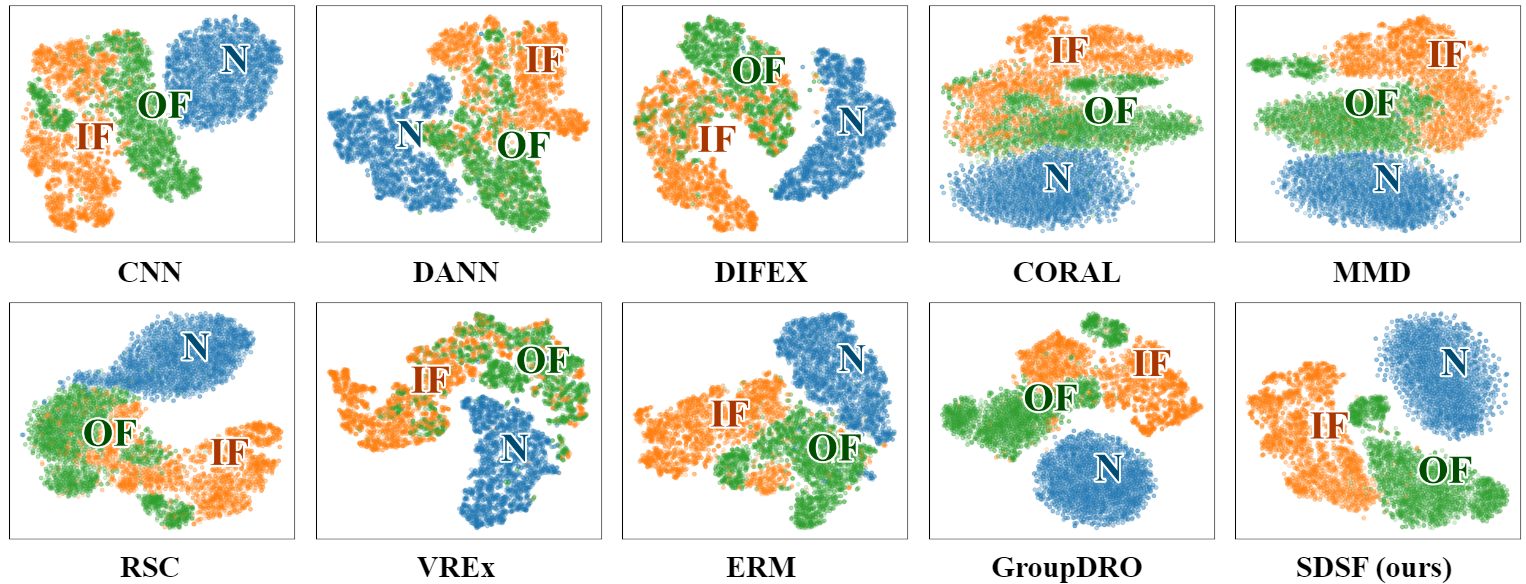 N
OF
IF
CNN
IF
N
OF
DANN
OF
N
IF
DIFEX
IF
OF
N
CORAL
IF
OF
N
MMD
N
OF
IF
RSC
OF
IF
N
VREx
N
IF
OF
ERM
IF
OF
N
GroupDRO
N
IF
OF
SDSF (ours)